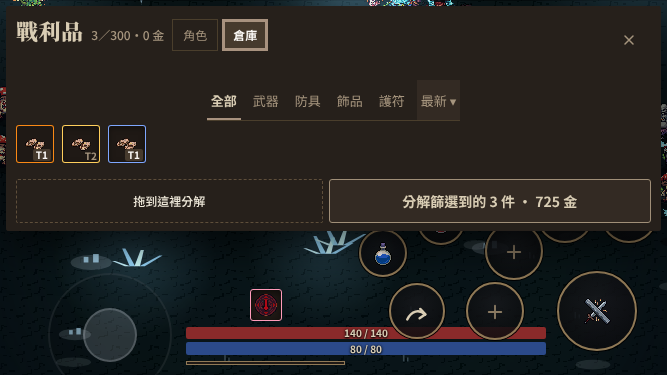 戰利品 3／300・0 金 角色 倉庫 ×
全部 武器 防具 飾品 護符 最新 ▾
T1 T2 T1
拖到這裡分解 分解篩選到的 3 件 · 725 金
140 / 140
80 / 80